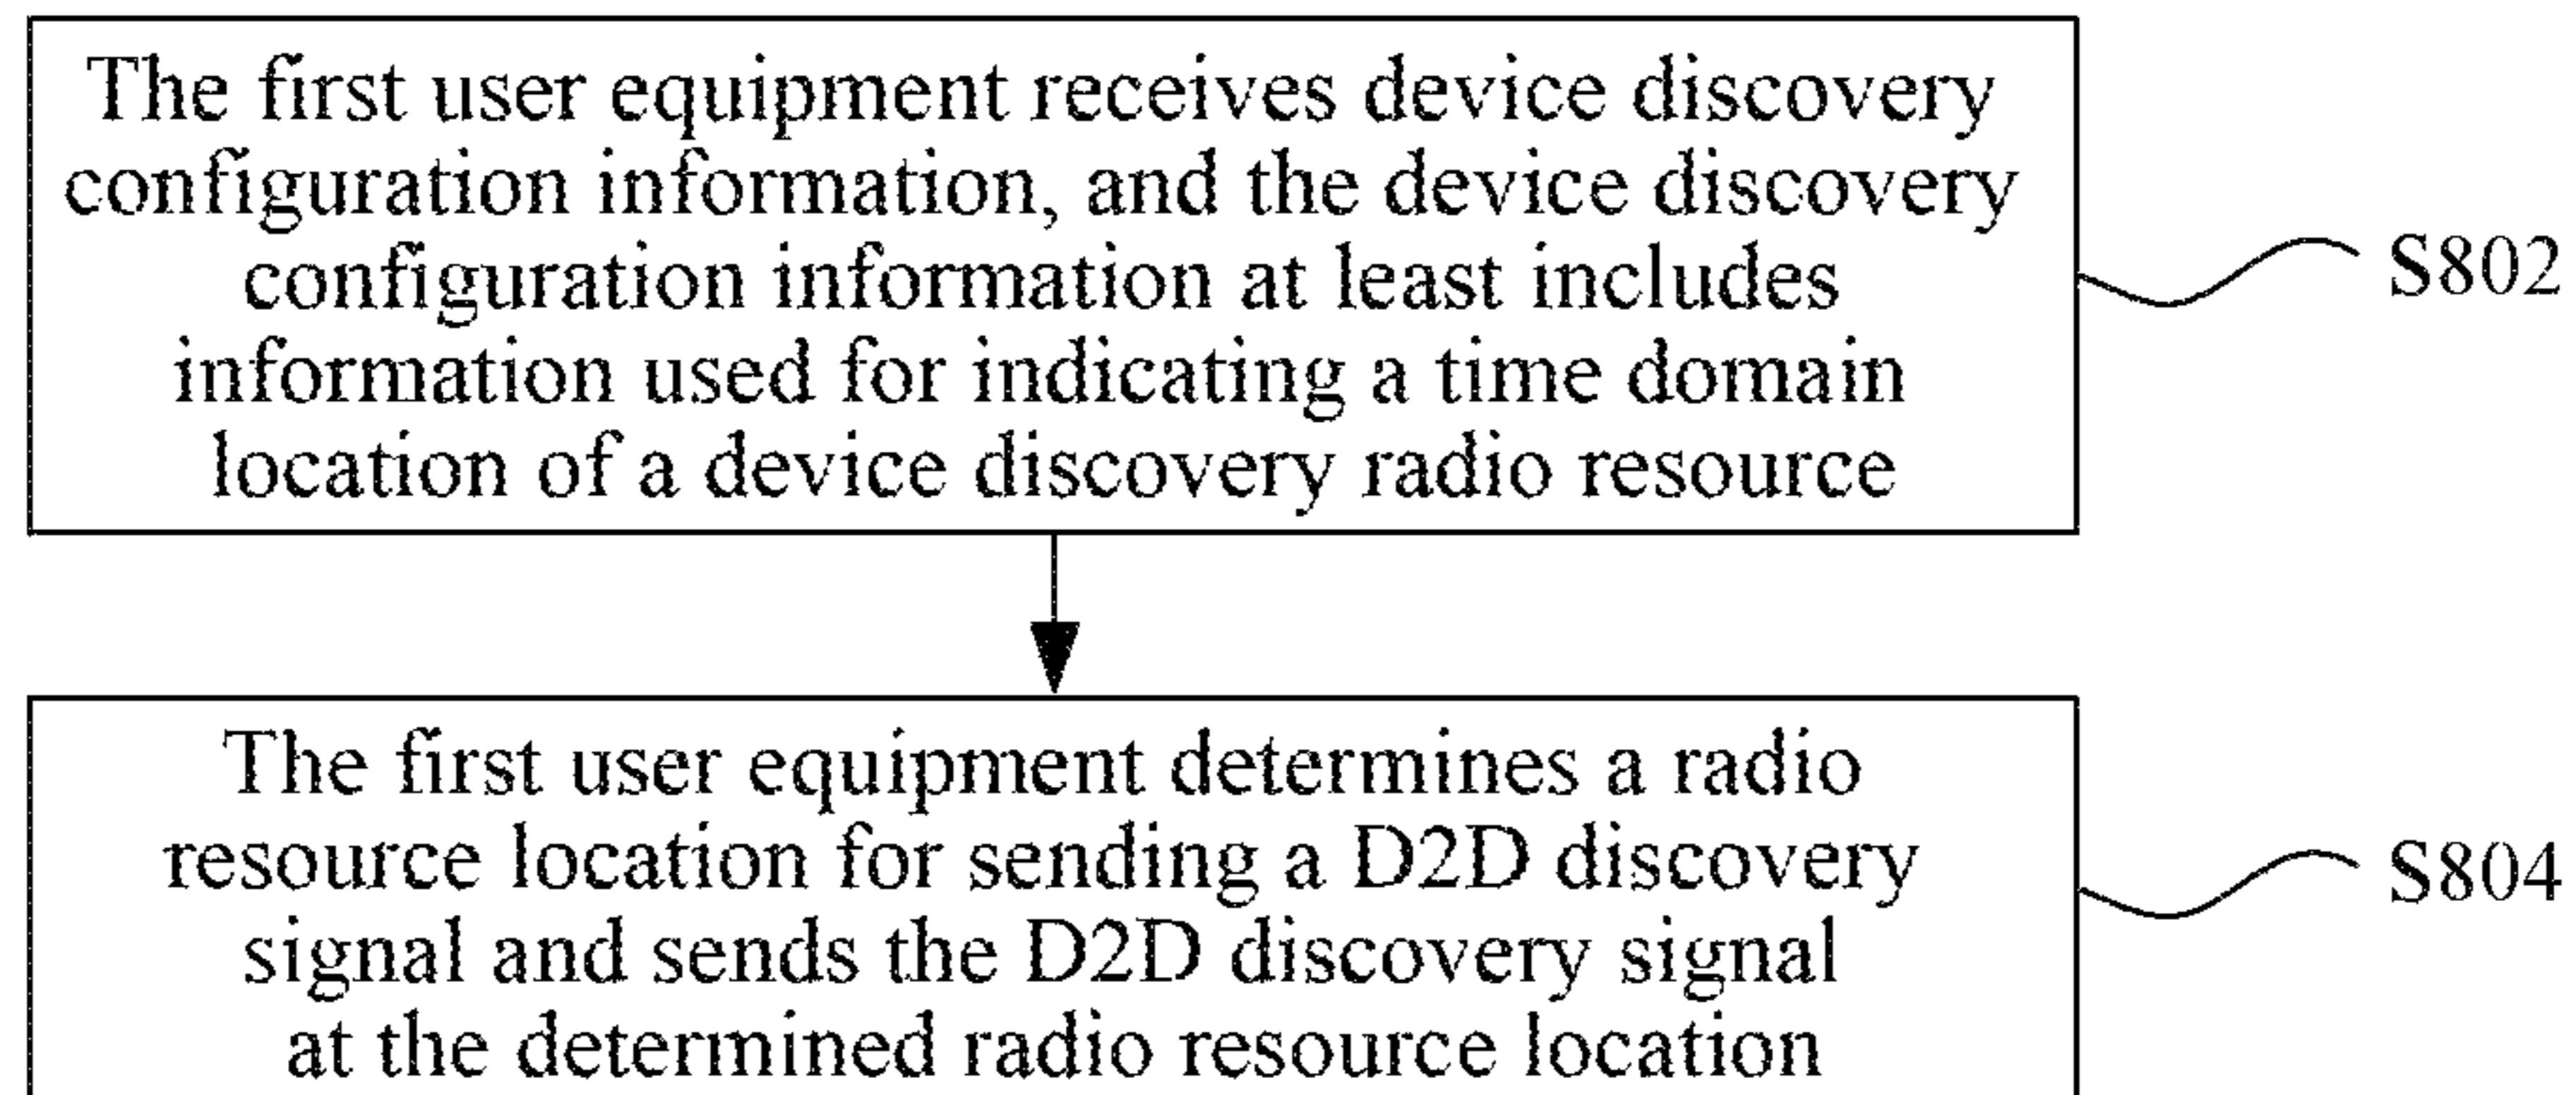 The first user equipment receives device discovery
configuration information, and the device discovery
configuration information at least includes
information used for indicating a time domain
location of a device discovery radio resource
S802
The first user equipment determines a radio
resource location for sending a D2D discovery
signal and sends the D2D discovery signal
at the determined radio resource location
S804